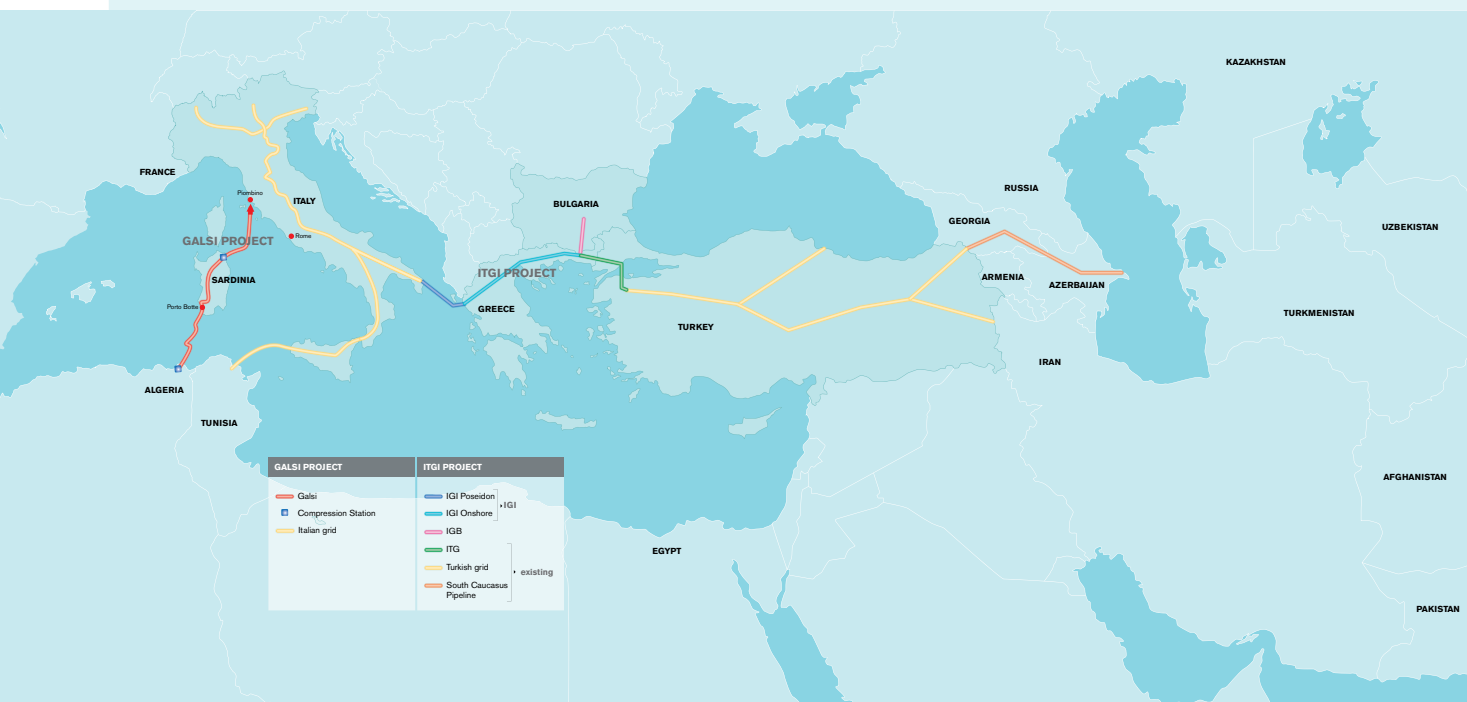 KAZAKHSTAN
FRANCE
RUSSIA
Piombino
ITALY
BULGARIA
GEORGIA
UZBEKISTAN
Rome
GALSI PROJECT
ITGI PROJECT
SARDINIA
ARMENIA
AZERBAIJAN
Porto Botte
GREECE
TURKMENISTAN
TURKEY
IRAN
ALGERIA
TUNISIA
GALSI PROJECT
Galsi
Compression Station
Italian grid
ITGI PROJECT
IGI Poseidon
IGI Onshore
IGI
IGB
ITG
Turkish grid
South Caucasus
Pipeline
existing
AFGHANISTAN
EGYPT
PAKISTAN